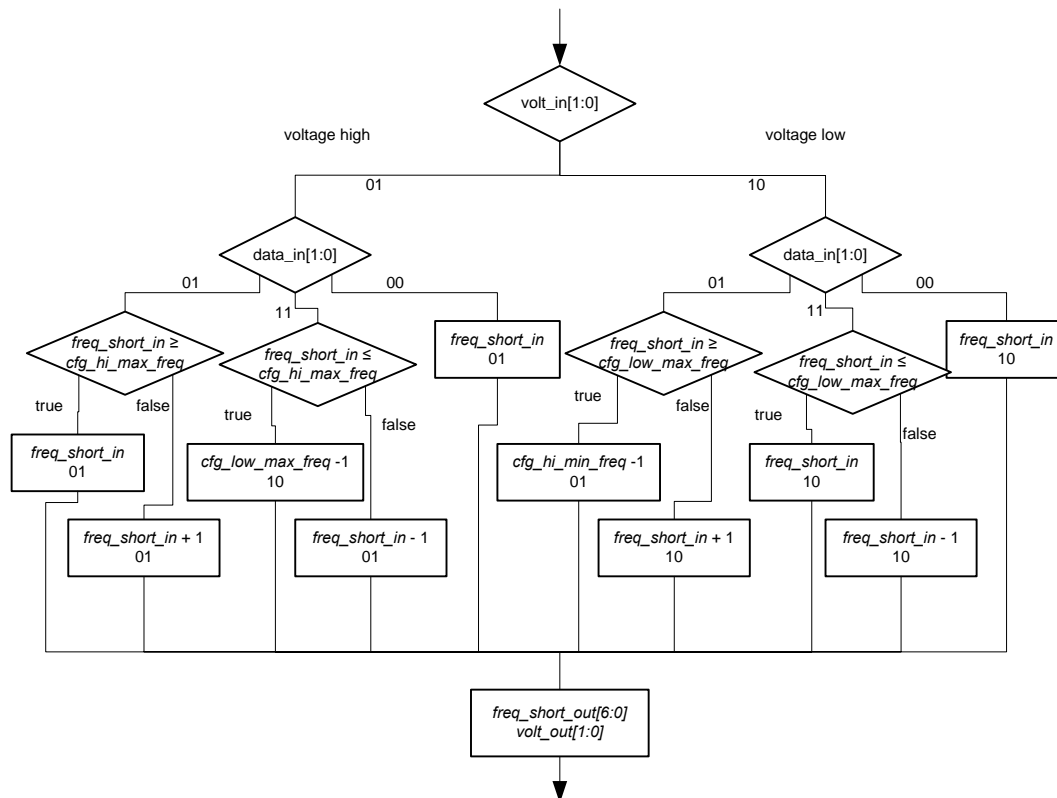 volt_in[1:0]
voltage high
voltage low
01
10
data_in[1:0]
data_in[1:0]
01
00
11
01
00
11
freq_short_in ≥
cfg_hi_max_freq
freq_short_in ≤
cfg_hi_max_freq
freq_short_in
01
freq_short_in ≥
cfg_low_max_freq
freq_short_in ≤
cfg_low_max_freq
freq_short_in
10
true
false
true
false
true
false
true
false
freq_short_in
01
cfg_low_max_freq -1
10
cfg_hi_min_freq -1
01
freq_short_in
10
freq_short_in + 1
01
freq_short_in - 1
01
freq_short_in + 1
10
freq_short_in - 1
10
freq_short_out[6:0]
volt_out[1:0]